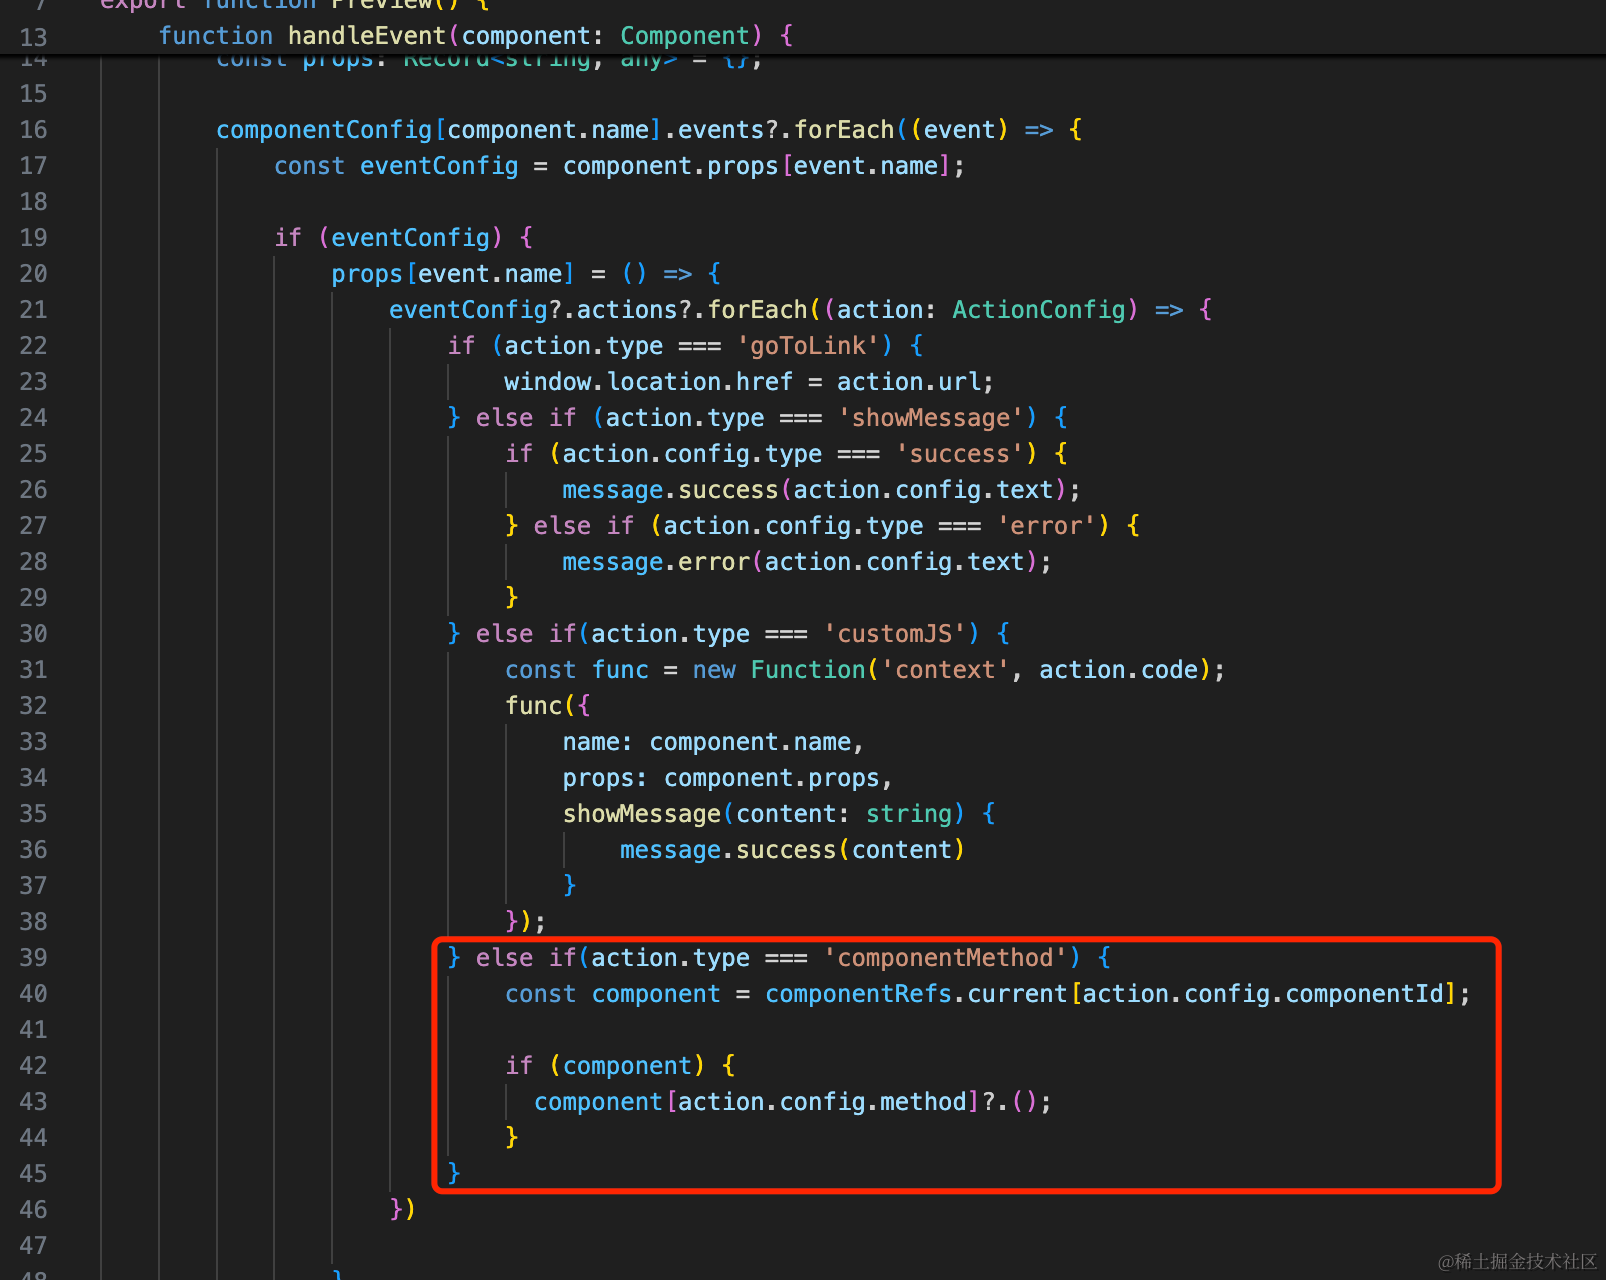 7 export function Preview() {
13 function handleEvent(component: Component) {
14 const props: Record<string, any> = {};
15
16 componentConfig[component.name].events?.forEach((event) => {
17 const eventConfig = component.props[event.name];
18
19 if (eventConfig) {
20 props[event.name] = () => {
21 eventConfig?.actions?.forEach((action: ActionConfig) => {
22 if (action.type === 'goToLink') {
23 window.location.href = action.url;
24 } else if (action.type === 'showMessage') {
25 if (action.config.type === 'success') {
26 message.success(action.config.text);
27 } else if (action.config.type === 'error') {
28 message.error(action.config.text);
29 }
30 } else if(action.type === 'customJS') {
31 const func = new Function('context', action.code);
32 func({
33 name: component.name,
34 props: component.props,
35 showMessage(content: string) {
36 message.success(content)
37 }
38 });
39 } else if(action.type === 'componentMethod') {
40 const component = componentRefs.current[action.config.componentId];
41
42 if (component) {
43 component[action.config.method]?.();
44 }
45 }
46 })
47
48 }
@稀土掘金技术社区